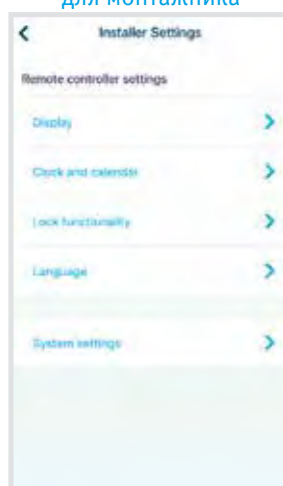 для монтажника
Installer Settings
Remote controller settings
Display
Clock and calendar
Lock functionality
Language
System settings